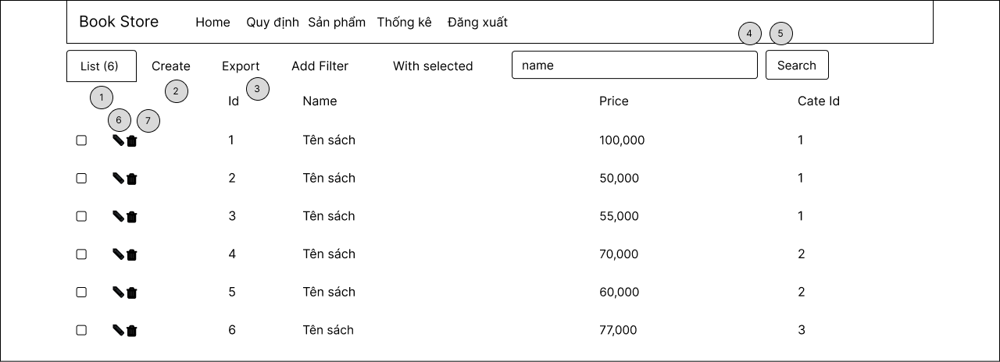 Book Store Home Quy định Sản phẩm Thống kê Đăng xuất
4 5
List (6) Create Export Add Filter With selected name Search
1 2 3
Id Name Price Cate Id
6 7
1 Tên sách 100,000 1
2 Tên sách 50,000 1
3 Tên sách 55,000 1
4 Tên sách 70,000 2
5 Tên sách 60,000 2
6 Tên sách 77,000 3